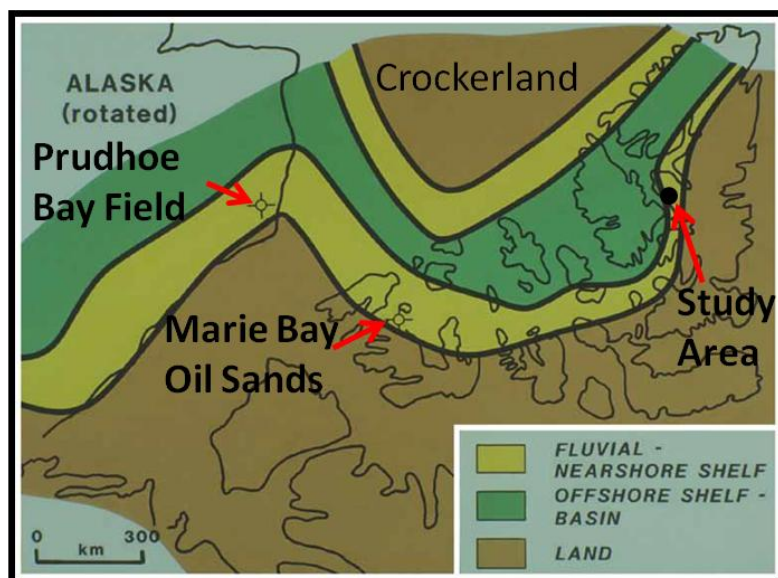 Crockerland
ALASKA
(rotated)
Prudhoe
Bay Field
Marie Bay
Oil Sands
Study
Area
FLUVIAL -
NEARSHORE SHELF
OFFSHORE SHELF -
BASIN
LAND
0 300
km